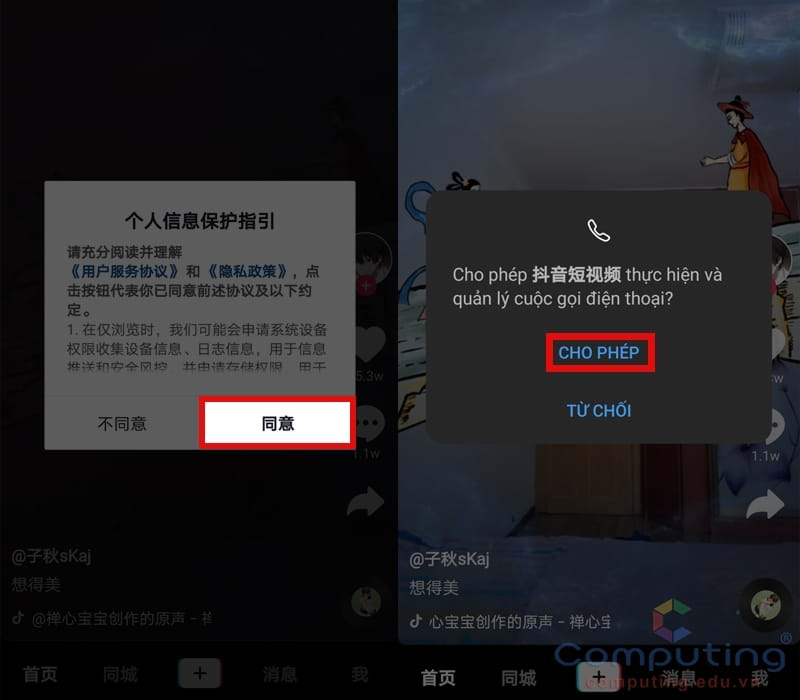 个人信息保护指引
请充分阅读并理解
《用户服务协议》和《隐私政策》，点
击按钮代表你已同意前述协议及以下约
定。
1. 在仅浏览时，我们可能会申请系统设备
权限收集设备信息、日志信息，用于信息
推送和安全风控，并申请存储权限，用于
不同意
同意
5.3w
1.1w
@子秋sKaj
想得美
@禅心宝宝创作的原声 - 禅
首页
同城
消息
我
Cho phép 抖音短视频 thực hiện và
quản lý cuộc gọi điện thoại?
CHO PHÉP
TỪ CHỐI
1.1w
@子秋sKaj
想得美
心宝宝创作的原声 - 禅心宝
首页
同城
消息
我
Computing®
computing.edu.vn